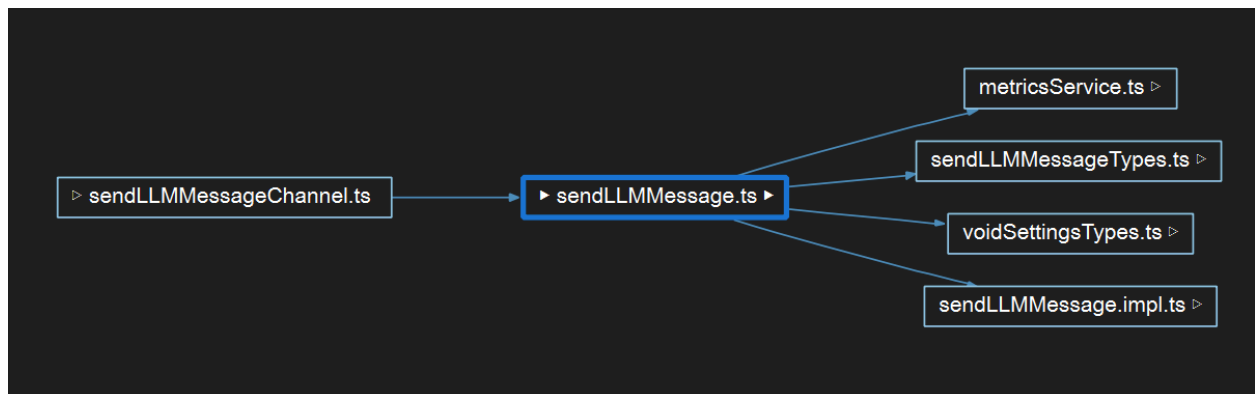 metricsService.ts
sendLLMMessageTypes.ts
sendLLMMessageChannel.ts
sendLLMMessage.ts
voidSettingsTypes.ts
sendLLMMessage.impl.ts